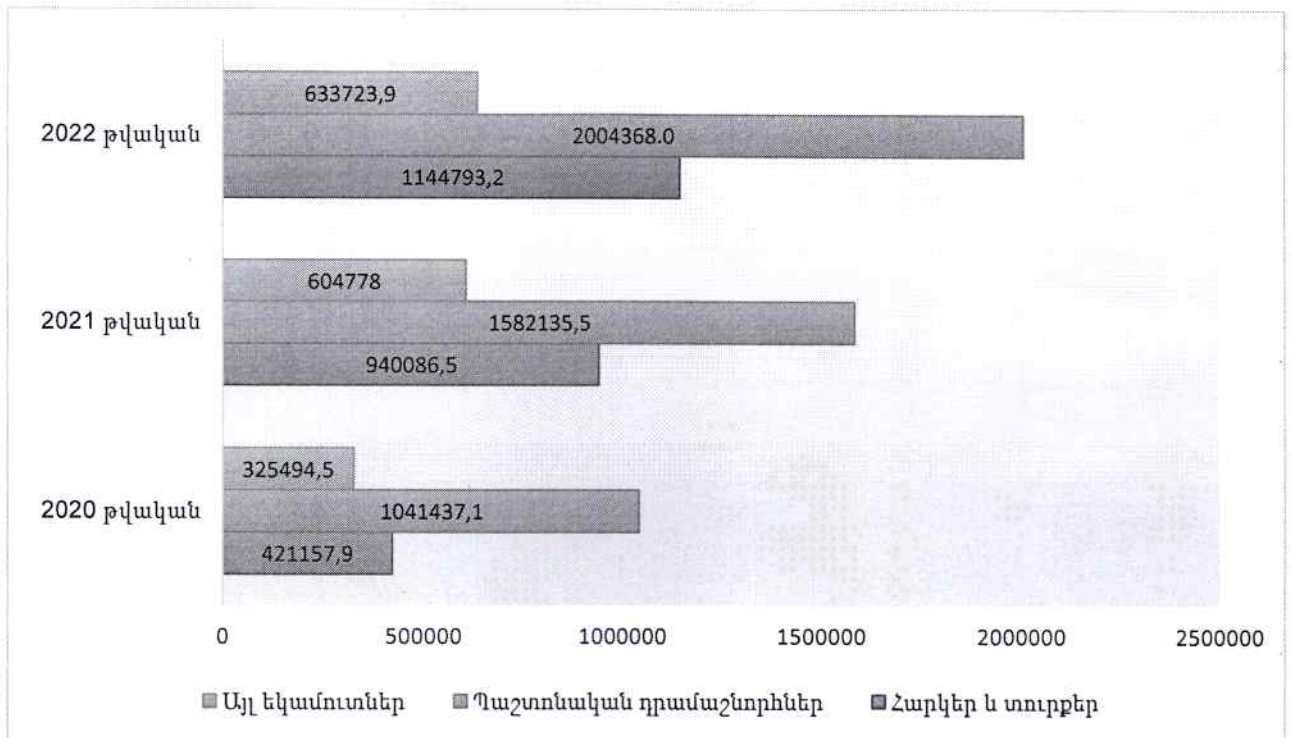 633723,9
2022 թվական
2004368.0
1144793,2
604778
2021 թվական
1582135,5
940086,5
325494,5
2020 թվական
1041437,1
421157,9
0 500000 1000000 1500000 2000000 2500000
Այլ եկամուտներ Պաշտոնական դրամաշնորհներ Հարկեր և տուրքեր